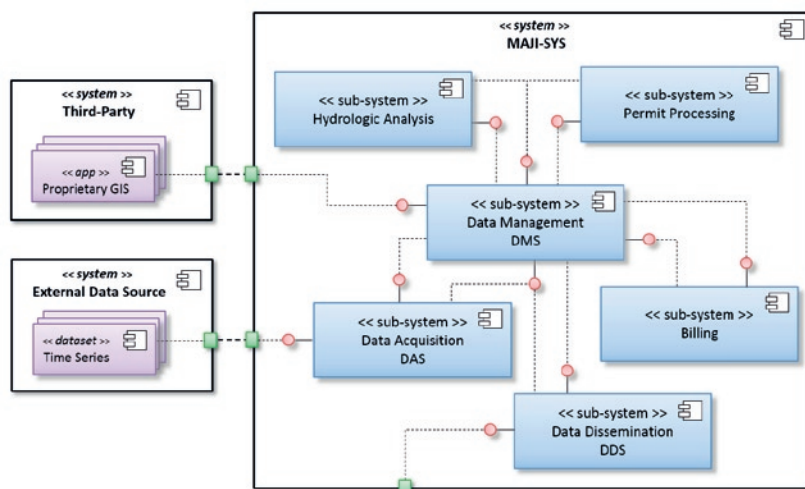 << system >>
MAJI-SYS
<< sub-system >>
Hydrologic Analysis
<< sub-system >>
Permit Processing
<< system >>
Third-Party
<< app >>
Proprietary GIS
<< sub-system >>
Data Management
DMS
<< system >>
External Data Source
<< dataset >>
Time Series
<< sub-system >>
Data Acquisition
DAS
<< sub-system >>
Billing
<< sub-system >>
Data Dissemination
DDS